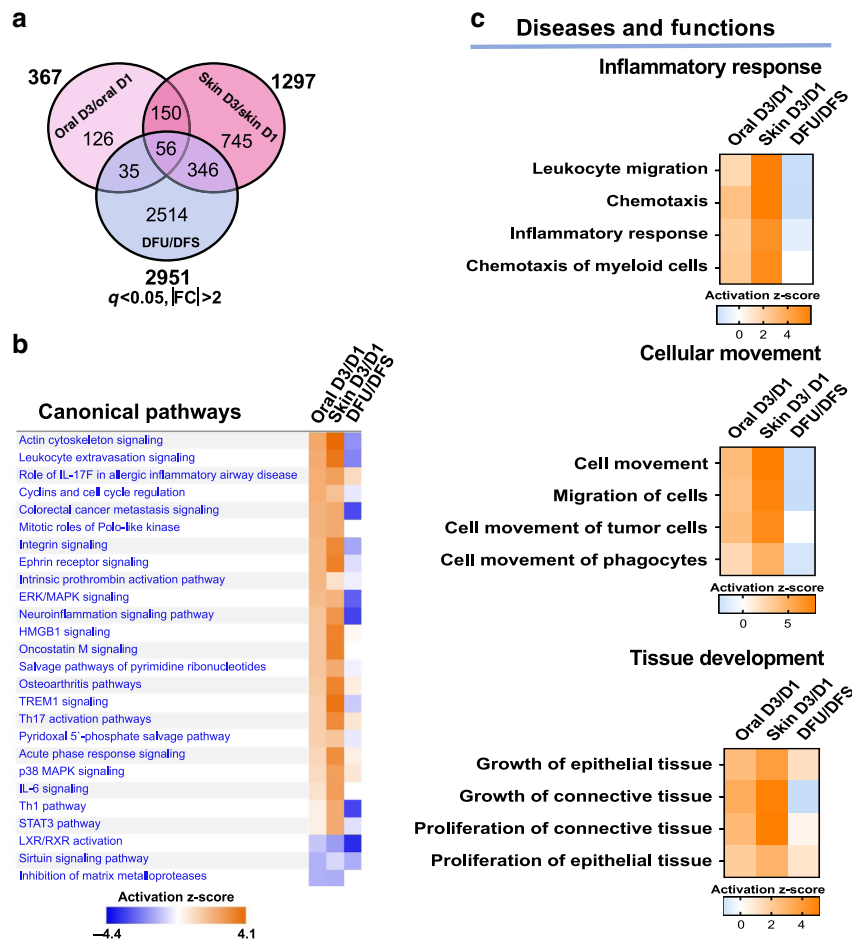 a
367
1297
Oral D3/oral D1
Skin D3/skin D1
150
126
745
56
35
346
2514
DFU/DFS
2951
q<0.05, |FC|>2
b
Canonical pathways
Oral D3/D1
Skin D3/D1
DFU/DFS
Actin cytoskeleton signaling
Leukocyte extravasation signaling
Role of IL-17F in allergic inflammatory airway disease
Cyclins and cell cycle regulation
Colorectal cancer metastasis signaling
Mitotic roles of Polo-like kinase
Integrin signaling
Ephrin receptor signaling
Intrinsic prothrombin activation pathway
ERK/MAPK signaling
Neuroinflammation signaling pathway
HMGB1 signaling
Oncostatin M signaling
Salvage pathways of pyrimidine ribonucleotides
Osteoarthritis pathways
TREM1 signaling
Th17 activation pathways
Pyridoxal 5`-phosphate salvage pathway
Acute phase response signaling
p38 MAPK signaling
IL-6 signaling
Th1 pathway
STAT3 pathway
LXR/RXR activation
Sirtuin signaling pathway
Inhibition of matrix metalloproteases
Activation z-score
–4.4 4.1
c
Diseases and functions
Inflammatory response
Oral D3/D1
Skin D3/D1
DFU/DFS
Leukocyte migration
Chemotaxis
Inflammatory response
Chemotaxis of myeloid cells
Activation z-score
0 2 4
Cellular movement
Oral D3/D1
Skin D3/ D1
DFU/DFS
Cell movement
Migration of cells
Cell movement of tumor cells
Cell movement of phagocytes
Activation z-score
0 5
Tissue development
Oral D3/D1
Skin D3/D1
DFU/DFS
Growth of epithelial tissue
Growth of connective tissue
Proliferation of connective tissue
Proliferation of epithelial tissue
Activation z-score
0 2 4